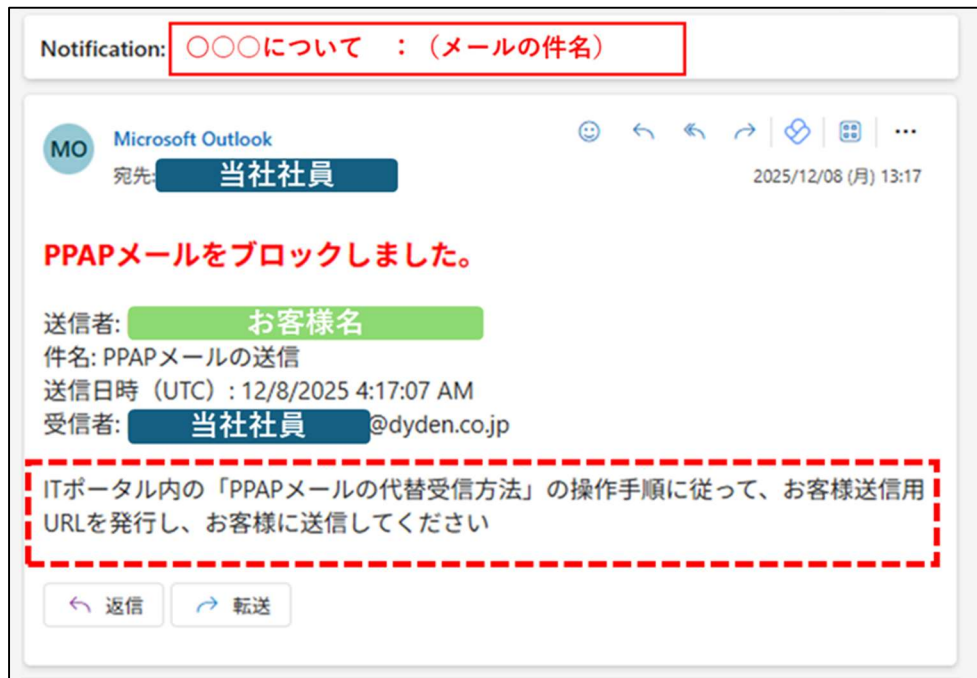 Notification: ○○○について ：（メールの件名）
MO
Microsoft Outlook
宛先: 当社社員
2025/12/08 (月) 13:17
PPAPメールをブロックしました。
送信者: お客様名
件名: PPAPメールの送信
送信日時（UTC）: 12/8/2025 4:17:07 AM
受信者: 当社社員 @dyden.co.jp
ITポータル内の「PPAPメールの代替受信方法」の操作手順に従って、お客様送信用
URLを発行し、お客様に送信してください
返信 転送